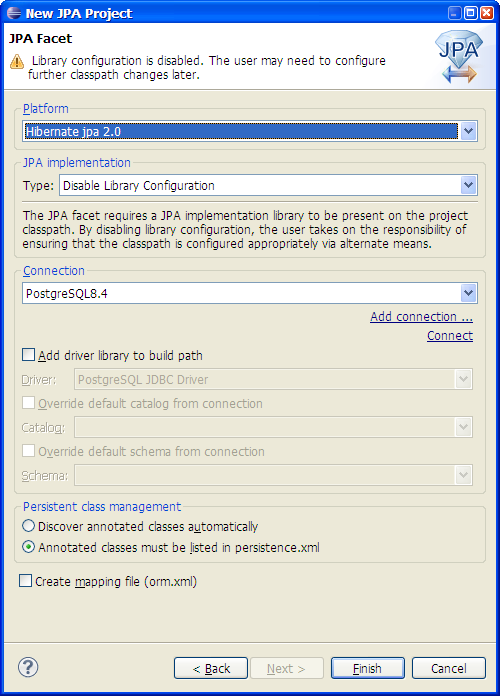 New JPA Project
JPA Facet
Library configuration is disabled. The user may need to configure
further classpath changes later.
JPA
Platform
Hibernate jpa 2.0
JPA implementation
Type: Disable Library Configuration
The JPA facet requires a JPA implementation library to be present on the project
classpath. By disabling library configuration, the user takes on the responsibility of
ensuring that the classpath is configured appropriately via alternate means.
Connection
PostgreSQL8.4
Add connection ...
Connect
Add driver library to build path
Driver: PostgreSQL JDBC Driver
Override default catalog from connection
Catalog:
Override default schema from connection
Schema:
Persistent class management
Discover annotated classes automatically
Annotated classes must be listed in persistence.xml
Create mapping file (orm.xml)
? < Back Next > Finish Cancel